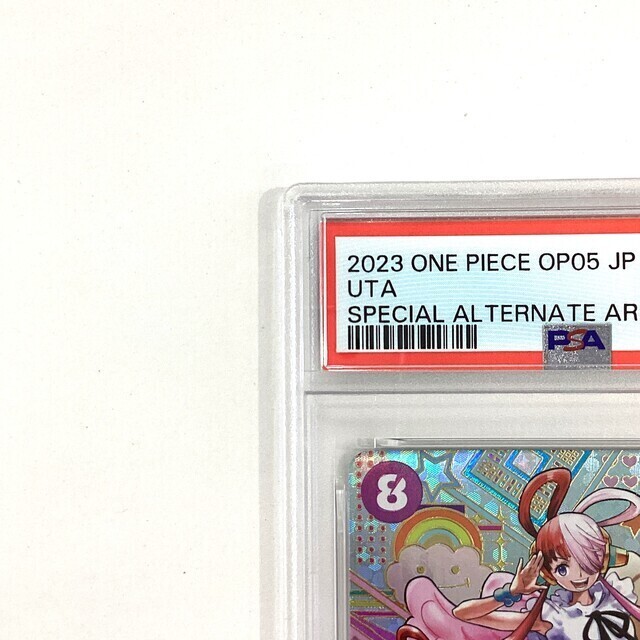 2023 ONE PIECE OP05 JP
UTA
SPECIAL ALTERNATE AR
PSA
8